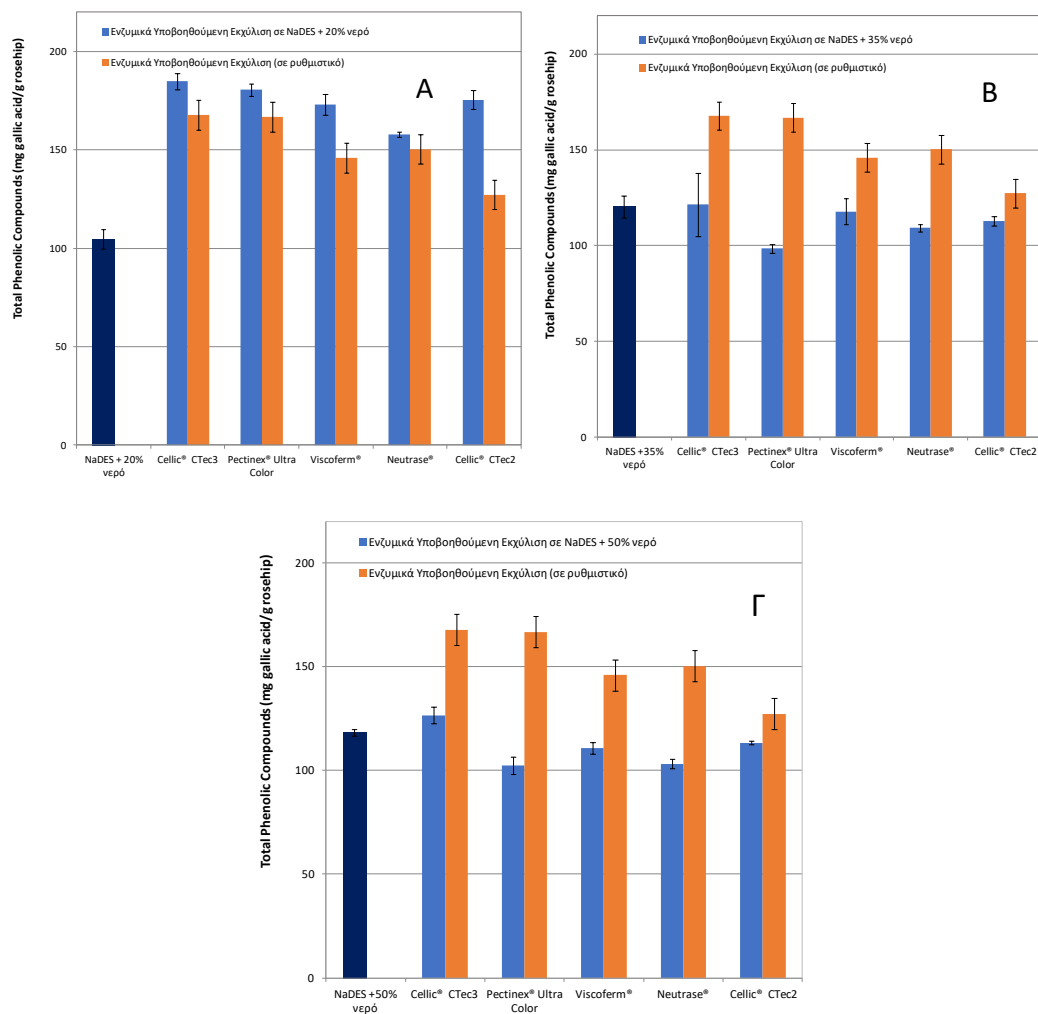 Total Phenolic Compounds (mg gallic acid/g rosehip)
Ενζυμικά Υποβοηθούμενη Εκχύλιση σε NaDES + 20% νερό
Ενζυμικά Υποβοηθούμενη Εκχύλιση (σε ρυθμιστικό)
A
200
150
100
50
0
NaDES + 20%
νερό
Cellic® CTec3
Pectinex® Ultra
Color
Viscoferm®
Neutrase®
Cellic® CTec2
Total Phenolic Compounds (mg gallic acid/g rosehip)
Ενζυμικά Υποβοηθούμενη Εκχύλιση σε NaDES + 35% νερό
Ενζυμικά Υποβοηθούμενη Εκχύλιση (σε ρυθμιστικό)
B
200
150
100
50
0
NaDES +35%
νερό
Cellic® CTec3
Pectinex® Ultra
Color
Viscoferm®
Neutrase®
Cellic® CTec2
Total Phenolic Compounds (mg gallic acid/g rosehip)
Ενζυμικά Υποβοηθούμενη Εκχύλιση σε NaDES + 50% νερό
Ενζυμικά Υποβοηθούμενη Εκχύλιση (σε ρυθμιστικό)
Γ
200
150
100
50
0
NaDES +50%
νερό
Cellic® CTec3
Pectinex® Ultra
Color
Viscoferm®
Neutrase®
Cellic® CTec2